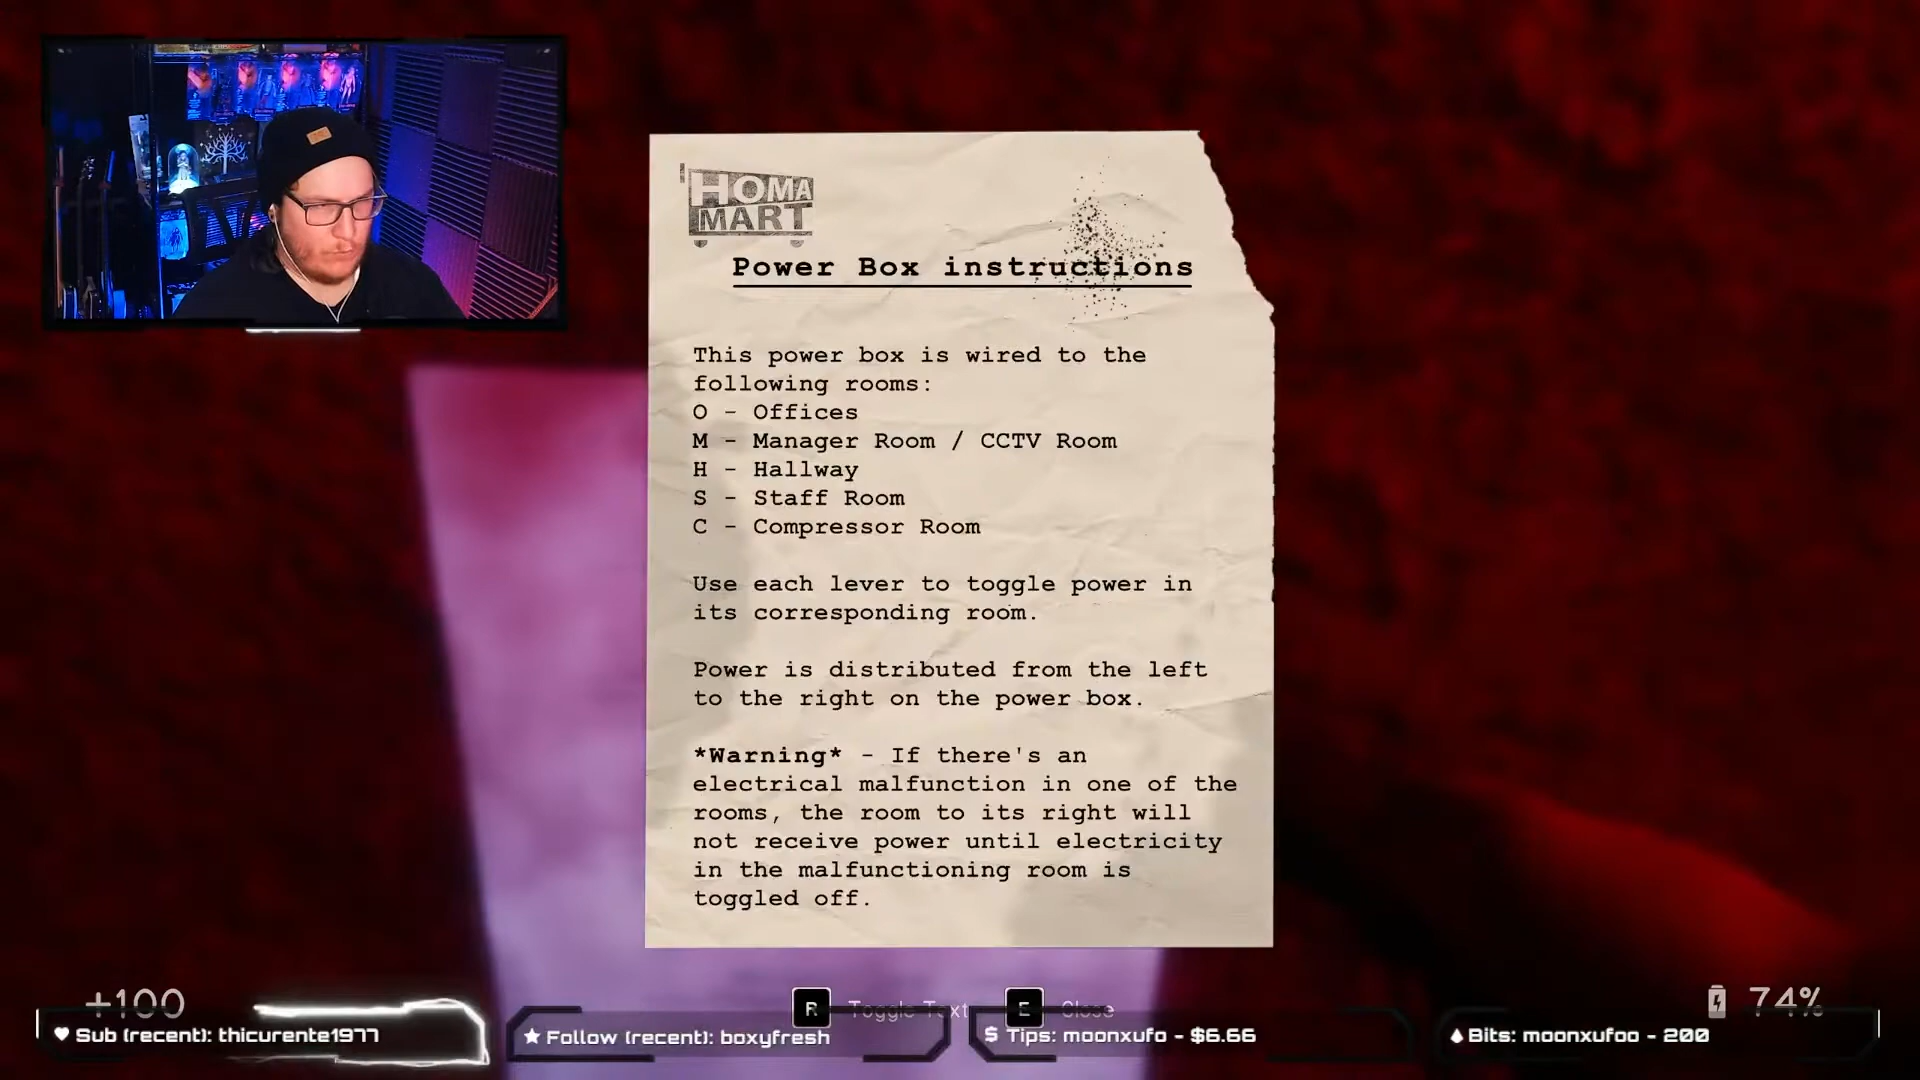 HOMA
MART
Power Box instructions
This power box is wired to the
following rooms:
O - Offices
M - Manager Room / CCTV Room
H - Hallway
S - Staff Room
C - Compressor Room
Use each lever to toggle power in
its corresponding room.
Power is distributed from the left
to the right on the power box.
*Warning* - If there's an
electrical malfunction in one of the
rooms, the room to its right will
not receive power until electricity
in the malfunctioning room is
toggled off.
+100
R Toggle Text E Close
74%
Sub (recent): thicurente1977
Follow (recent): boxyfresh
$ Tips: moonxufo - $6.66
Bits: moonxufoo - 200